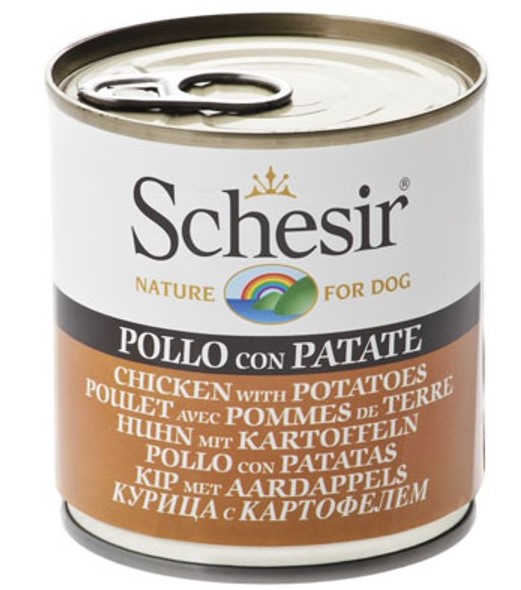 Schesir®
NATURE FOR DOG
POLLO CON PATATE
CHICKEN WITH POTATOES
POULET AVEC POMMES DE TERRE
HUHN MIT KARTOFFELN
POLLO CON PATATAS
KIP MET AARDAPPELS
КУРИЦА С КАРТОФЕЛЕМ